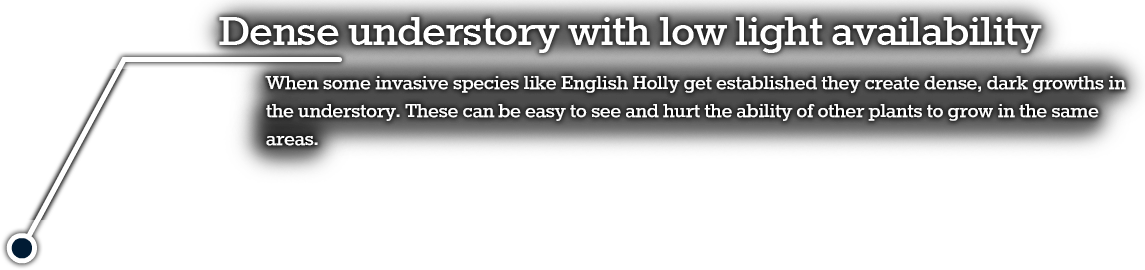 Dense understory with low light availability
When some invasive species like English Holly get established they create dense, dark growths in
the understory. These can be easy to see and hurt the ability of other plants to grow in the same
areas.